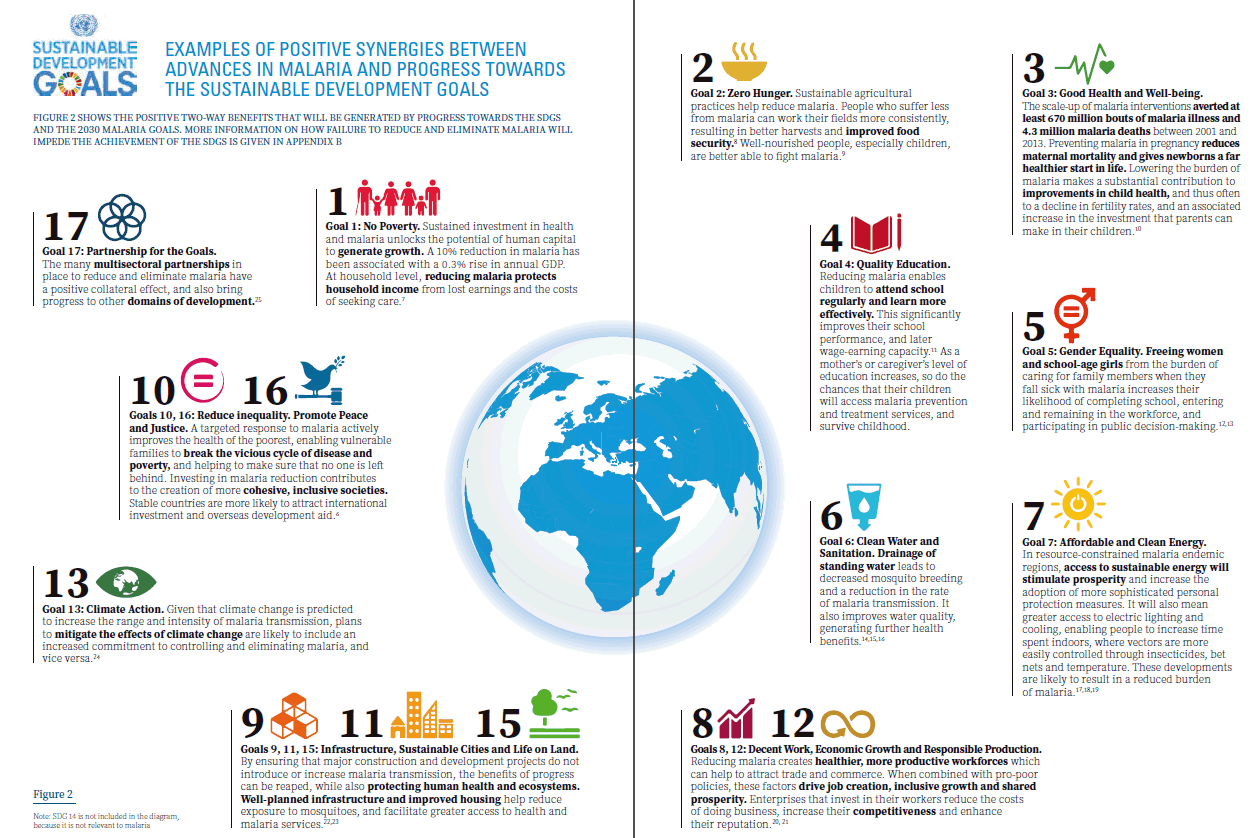 SUSTAINABLE
DEVELOPMENT
GOALS
EXAMPLES OF POSITIVE SYNERGIES BETWEEN
ADVANCES IN MALARIA AND PROGRESS TOWARDS
THE SUSTAINABLE DEVELOPMENT GOALS
FIGURE 2 SHOWS THE POSITIVE TWO-WAY BENEFITS THAT WILL BE GENERATED BY PROGRESS TOWARDS THE SDGS
AND THE 2030 MALARIA GOALS. MORE INFORMATION ON HOW FAILURE TO REDUCE AND ELIMINATE MALARIA WILL
IMPEDE THE ACHIEVEMENT OF THE SDGS IS GIVEN IN APPENDIX B
17
Goal 17: Partnership for the Goals.
The many multisectoral partnerships in
place to reduce and eliminate malaria have
a positive collateral effect, and also bring
progress to other domains of development.25
1
Goal 1: No Poverty. Sustained investment in health
and malaria unlocks the potential of human capital
to generate growth. A 10% reduction in malaria has
been associated with a 0.3% rise in annual GDP.
At household level, reducing malaria protects
household income from lost earnings and the costs
of seeking care.7
10 16
Goals 10, 16: Reduce inequality. Promote Peace
and Justice. A targeted response to malaria actively
improves the health of the poorest, enabling vulnerable
families to break the vicious cycle of disease and
poverty, and helping to make sure that no one is left
behind. Investing in malaria reduction contributes
to the creation of more cohesive, inclusive societies.
Stable countries are more likely to attract international
investment and overseas development aid.6
13
Goal 13: Climate Action. Given that climate change is predicted
to increase the range and intensity of malaria transmission, plans
to mitigate the effects of climate change are likely to include an
increased commitment to controlling and eliminating malaria, and
vice versa.24
9 11 15
Goals 9, 11, 15: Infrastructure, Sustainable Cities and Life on Land.
By ensuring that major construction and development projects do not
introduce or increase malaria transmission, the benefits of progress
can be reaped, while also protecting human health and ecosystems.
Well-planned infrastructure and improved housing help reduce
exposure to mosquitoes, and facilitate greater access to health and
malaria services.22,23
Figure 2
Note: SDG 14 is not included in the diagram,
because it is not relevant to malaria
2
Goal 2: Zero Hunger. Sustainable agricultural
practices help reduce malaria. People who suffer less
from malaria can work their fields more consistently,
resulting in better harvests and improved food
security.8 Well-nourished people, especially children,
are better able to fight malaria.9
3
Goal 3: Good Health and Well-being.
The scale-up of malaria interventions averted at
least 670 million bouts of malaria illness and
4.3 million malaria deaths between 2001 and
2013. Preventing malaria in pregnancy reduces
maternal mortality and gives newborns a far
healthier start in life. Lowering the burden of
malaria makes a substantial contribution to
improvements in child health, and thus often
to a decline in fertility rates, and an associated
increase in the investment that parents can
make in their children.10
4
Goal 4: Quality Education.
Reducing malaria enables
children to attend school
regularly and learn more
effectively. This significantly
improves their school
performance, and later
wage-earning capacity.11 As a
mother's or caregiver's level of
education increases, so do the
chances that their children
will access malaria prevention
and treatment services, and
survive childhood.
5
Goal 5: Gender Equality. Freeing women
and school-age girls from the burden of
caring for family members when they
fall sick with malaria increases their
likelihood of completing school, entering
and remaining in the workforce, and
participating in public decision-making.12,13
6
Goal 6: Clean Water and
Sanitation. Drainage of
standing water leads to
decreased mosquito breeding
and a reduction in the rate
of malaria transmission. It
also improves water quality,
generating further health
benefits.14,15,16
7
Goal 7: Affordable and Clean Energy.
In resource-constrained malaria endemic
regions, access to sustainable energy will
stimulate prosperity and increase the
adoption of more sophisticated personal
protection measures. It will also mean
greater access to electric lighting and
cooling, enabling people to increase time
spent indoors, where vectors are more
easily controlled through insecticides, bet
nets and temperature. These developments
are likely to result in a reduced burden
of malaria.17,18,19
8 12
Goals 8, 12: Decent Work, Economic Growth and Responsible Production.
Reducing malaria creates healthier, more productive workforces which
can help to attract trade and commerce. When combined with pro-poor
policies, these factors drive job creation, inclusive growth and shared
prosperity. Enterprises that invest in their workers reduce the costs
of doing business, increase their competitiveness and enhance
their reputation.20, 21